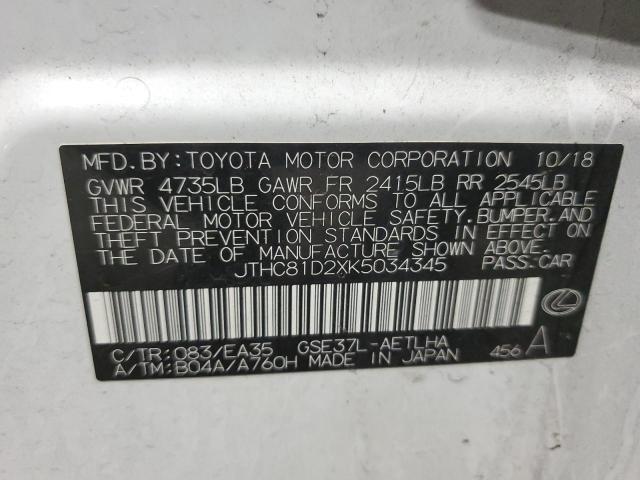 MFD.BY:TOYOTA MOTOR CORPORATION 10/18
GVWR 4735LB GAWR FR 2415LB RR 2545LB
THIS VEHICLE CONFORMS TO ALL APPLICABLE
FEDERAL MOTOR VEHICLE SAFETY,BUMPER,AND
THEFT PREVENTION STANDARDS IN EFFECT ON
THE DATE OF MANUFACTURE SHOWN ABOVE.
JTHC81D2XK5034345 PASS.CAR
C/TR:083/EA35 GSE37L-AETLHA
A/TM:B04A/A760H MADE IN JAPAN 456 A